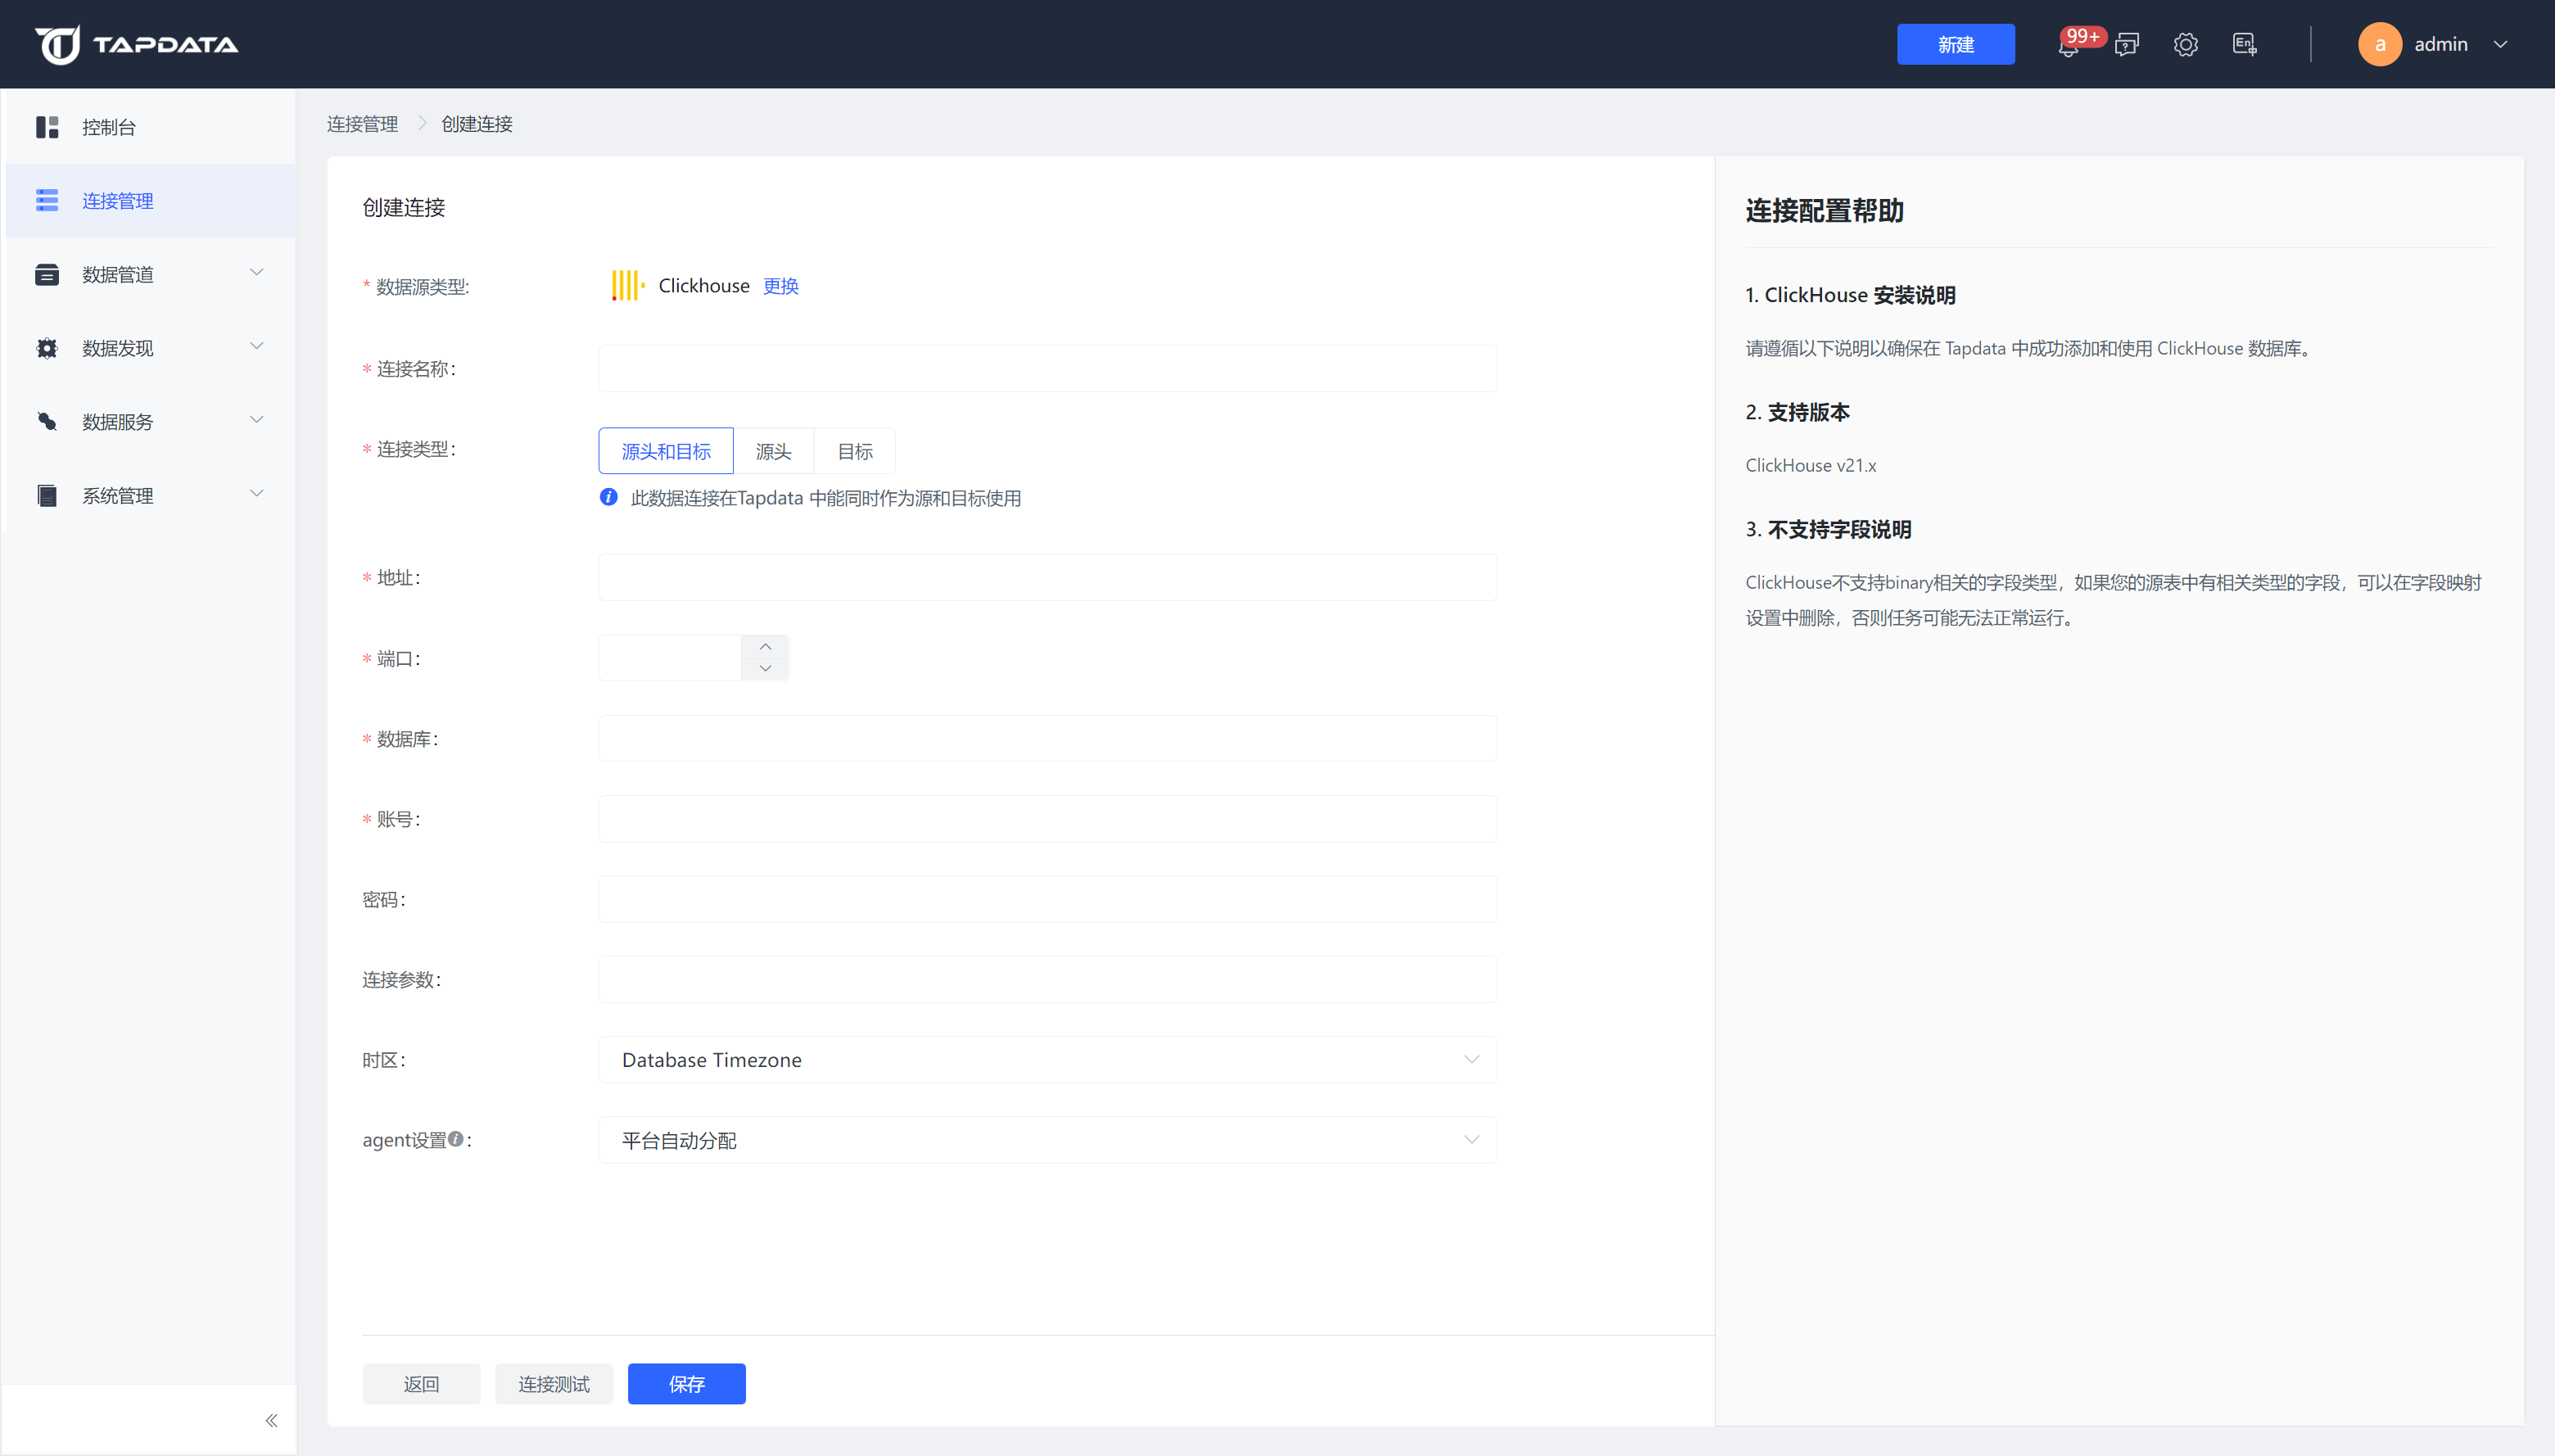 TAPDATA
新建
99+
En
a
admin
控制台
连接管理
数据管道
数据发现
数据服务
系统管理
连接管理
创建连接
创建连接
* 数据源类型:
Clickhouse
更换
* 连接名称:
* 连接类型:
源头和目标
源头
目标
此数据连接在Tapdata 中能同时作为源和目标使用
* 地址:
* 端口:
* 数据库:
* 账号:
密码:
连接参数:
时区:
Database Timezone
agent设置:
平台自动分配
返回
连接测试
保存
连接配置帮助
1. ClickHouse 安装说明
请遵循以下说明以确保在 Tapdata 中成功添加和使用 ClickHouse 数据库。
2. 支持版本
ClickHouse v21.x
3. 不支持字段说明
ClickHouse不支持binary相关的字段类型，如果您的源表中有相关类型的字段，可以在字段映射
设置中删除，否则任务可能无法正常运行。